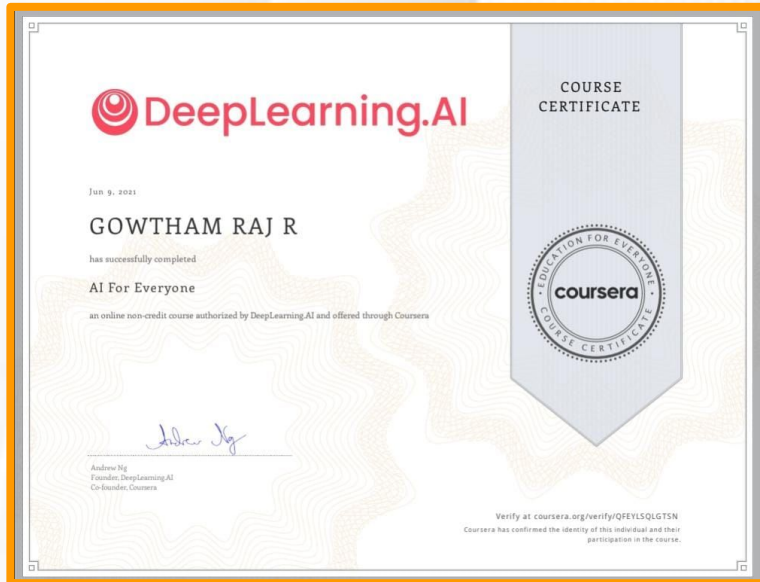 DeepLearning.AI
COURSE
CERTIFICATE
Jun 9, 2021
GOWTHAM RAJ R
has successfully completed
AI For Everyone
an online non-credit course authorized by DeepLearning.AI and offered through Coursera
EDUCATION FOR EVERYONE
coursera
COURSE CERTIFICATE
Andrew Ng
Andrew Ng
Founder, DeepLearning.AI
Co-founder, Coursera
Verify at coursera.org/verify/QFEYLSQLGTSN
Coursera has confirmed the identity of this individual and their
participation in the course.